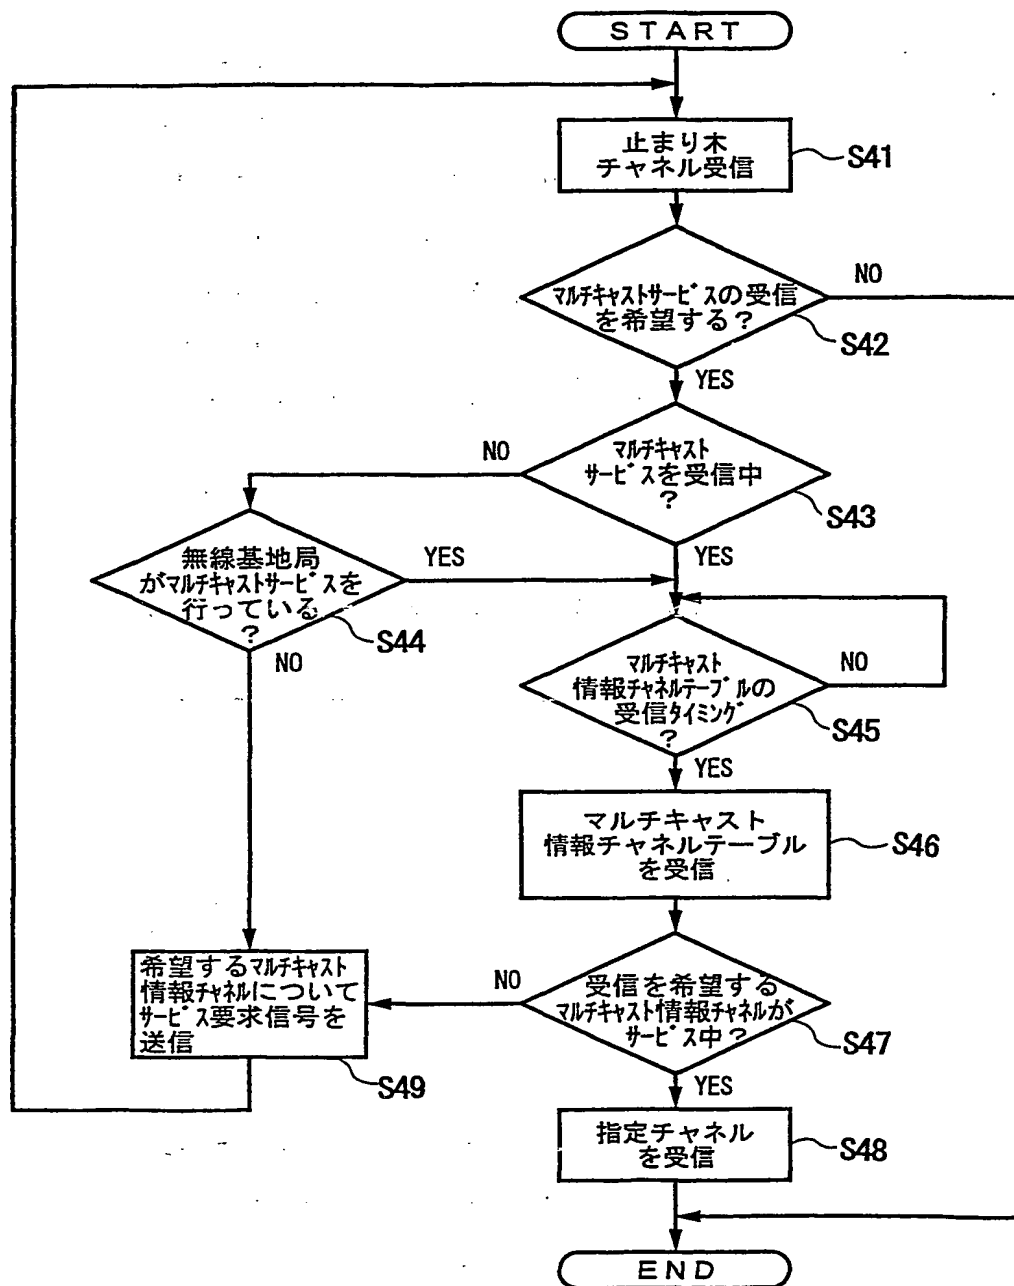 START
止まり木
チャネル受信
S41
マルチキャストサービスの受信
を希望する?
NO
S42
YES
マルチキャスト
サービスを受信中
?
NO
S43
YES
無線基地局
がマルチキャストサービスを
行っている
?
YES
S44
NO
マルチキャスト
情報チャネルテーブルの
受信タイミング
?
NO
S45
YES
マルチキャスト
情報チャネルテーブル
を受信
S46
受信を希望する
マルチキャスト情報チャネルが
サービス中?
NO
S47
YES
希望するマルチキャスト
情報チャネルについて
サービス要求信号を
送信
S49
指定チャネル
を受信
S48
END